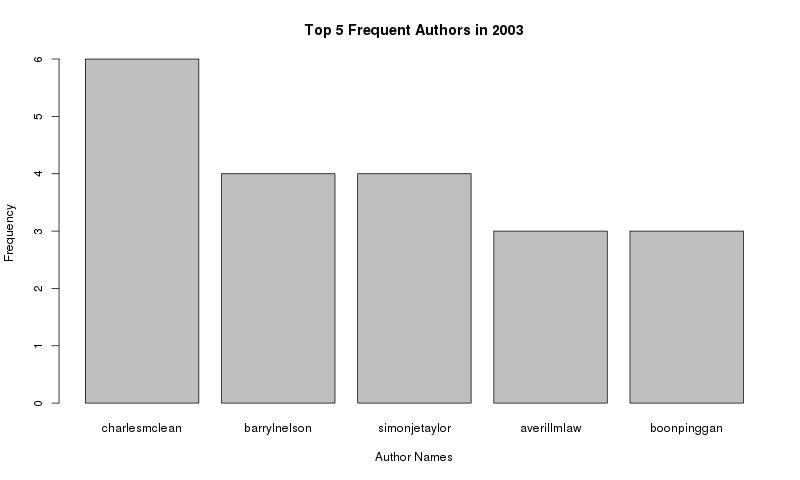 Top 5 Frequent Authors in 2003
6
5
4
3
2
1
0
Frequency
charlesmclean barrylnelson simonjetaylor averillmlaw boonpinggan
Author Names